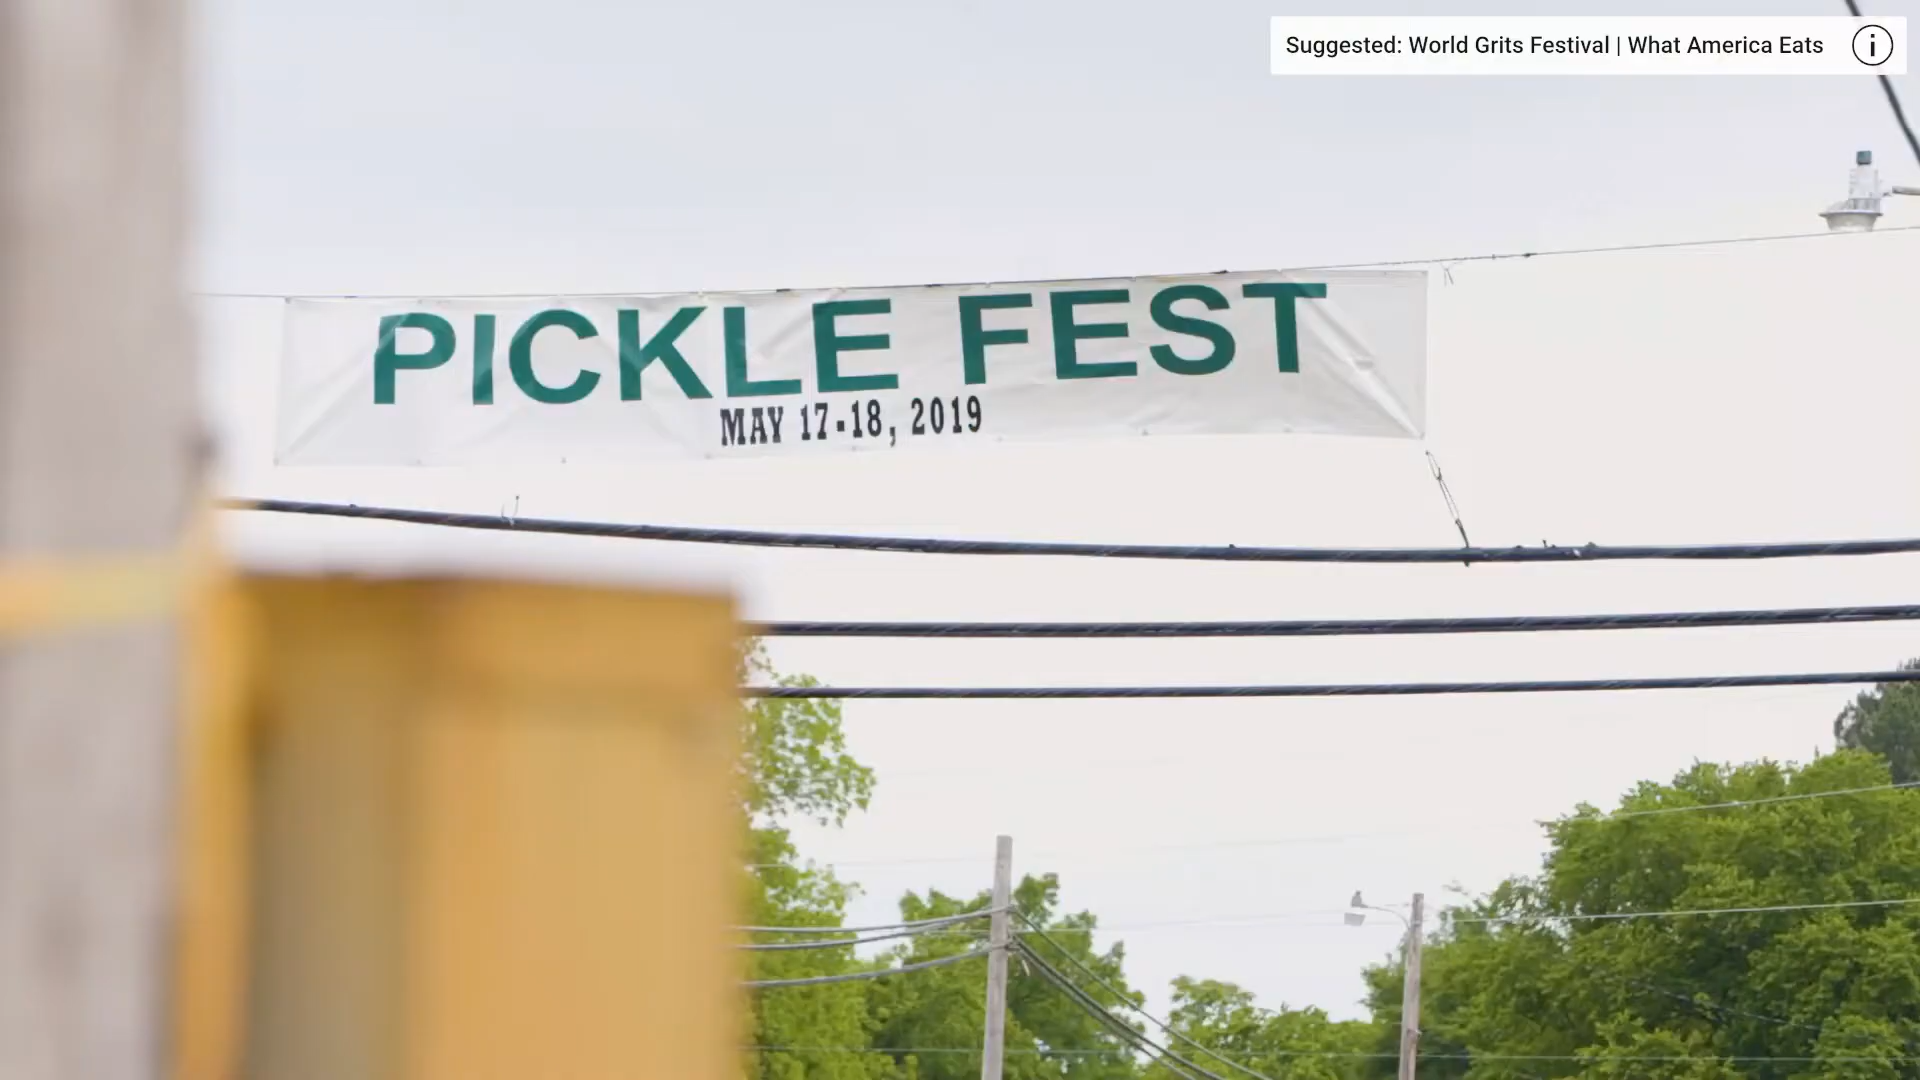 Suggested: World Grits Festival | What America Eats
PICKLE FEST
MAY 17-18, 2019